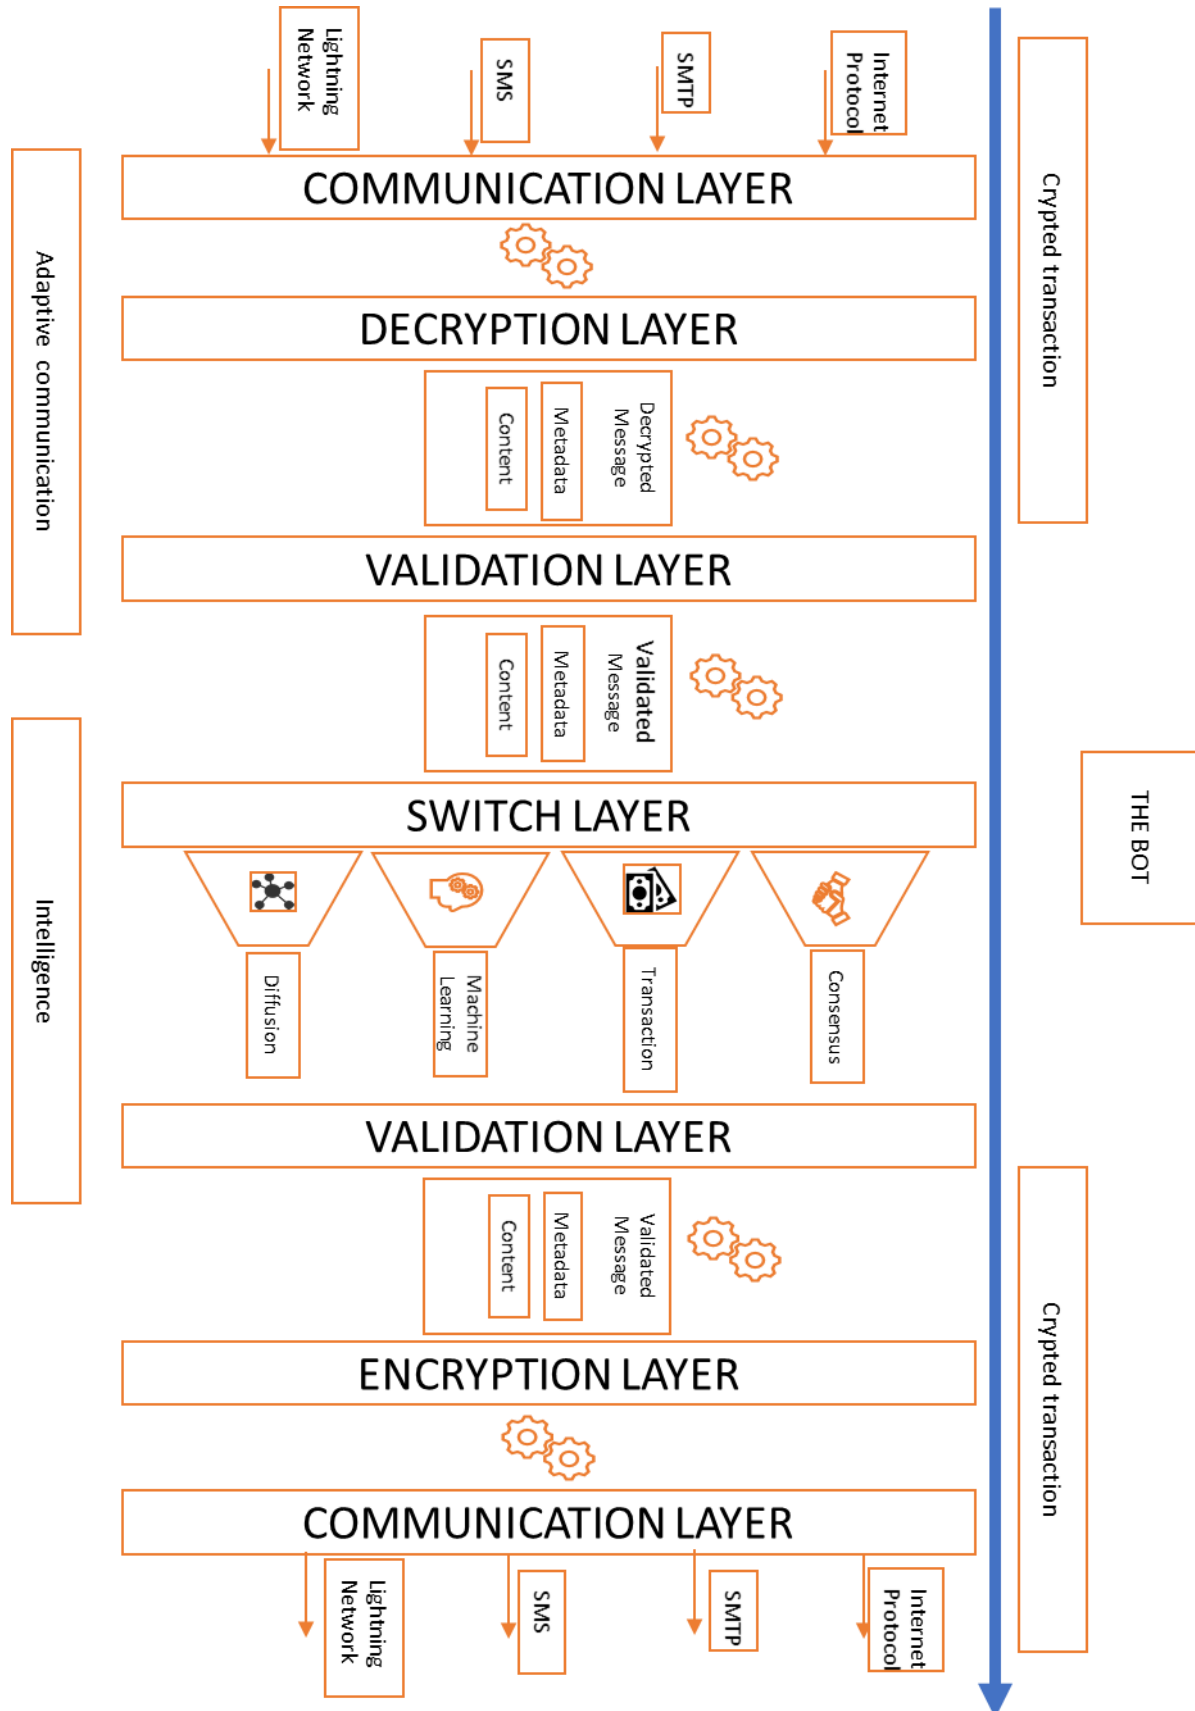 Lightning
Network
SMS
SMTP
Internet
Protocol
COMMUNICATION LAYER
Crypted transaction
Adaptive communication
DECRYPTION LAYER
Decrypted
Message
Metadata
Content
VALIDATION LAYER
Validated
Message
Metadata
Content
THE BOT
SWITCH LAYER
Intelligence
Diffusion
Machine
Learning
Transaction
Consensus
VALIDATION LAYER
Validated
Message
Metadata
Content
Crypted transaction
ENCRYPTION LAYER
COMMUNICATION LAYER
Lightning
Network
SMS
SMTP
Internet
Protocol